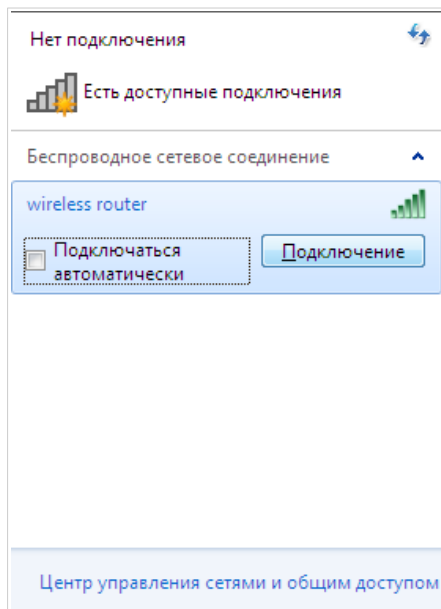 Нет подключения
Есть доступные подключения
Беспроводное сетевое соединение
wireless router
Подключаться
автоматически
Подключение
Центр управления сетями и общим доступом